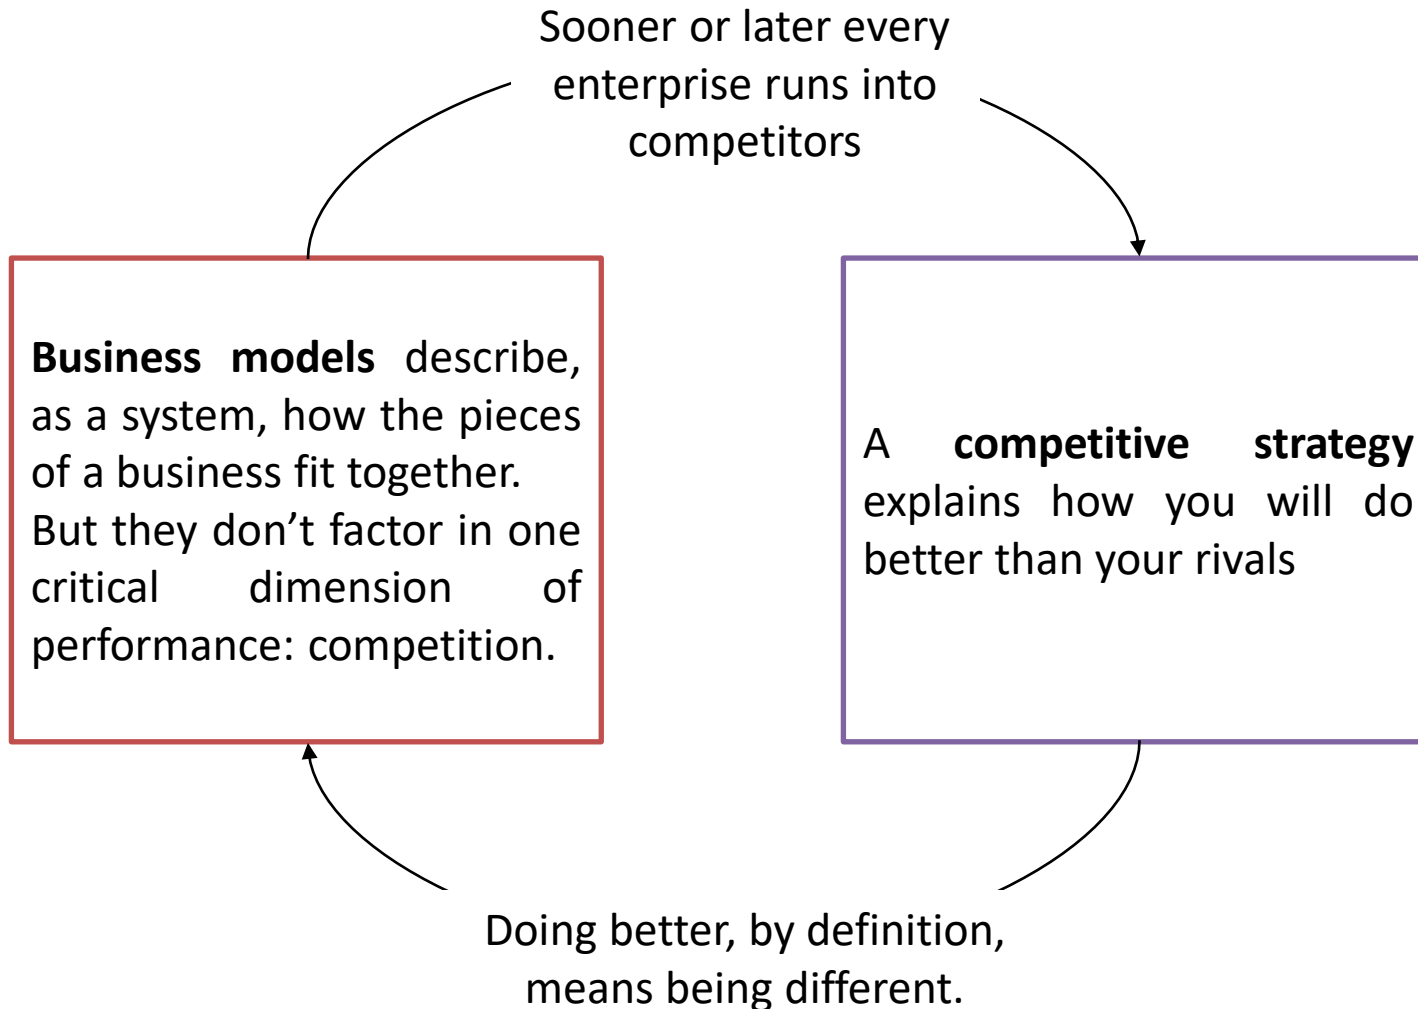 Sooner or later every
enterprise runs into
competitors
Business models describe,
as a system, how the pieces
of a business fit together.
But they don’t factor in one
critical dimension of
performance: competition.
A competitive strategy
explains how you will do
better than your rivals
Doing better, by definition,
means being different.